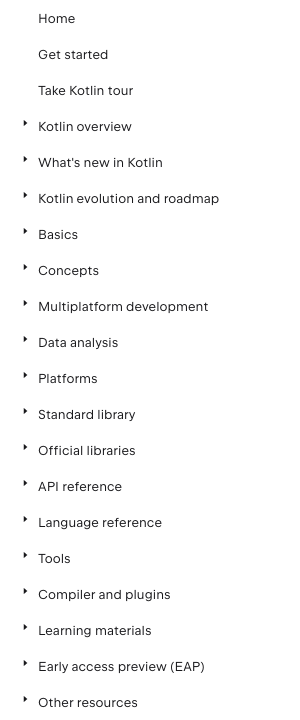 Home
Get started
Take Kotlin tour
Kotlin overview
What's new in Kotlin
Kotlin evolution and roadmap
Basics
Concepts
Multiplatform development
Data analysis
Platforms
Standard library
Official libraries
API reference
Language reference
Tools
Compiler and plugins
Learning materials
Early access preview (EAP)
Other resources